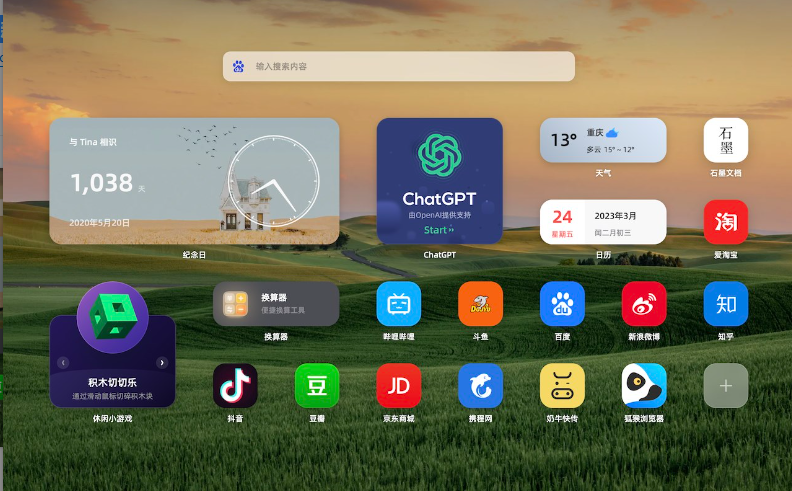 输入搜索内容
与 Tina 相识
1,038 天
2020年5月20日
纪念日
ChatGPT
由OpenAI提供支持
Start
ChatGPT
13°
重庆
多云 15° ~ 12°
天气
石墨
石墨文档
24
星期五
2023年3月
闰二月初三
日历
淘
爱淘宝
积木切切乐
通过滑动鼠标切碎积木块
休闲小游戏
换算器
便捷换算工具
换算器
哔哩哔哩
DOUYU
斗鱼
du
百度
新浪微博
知
知乎
抖音
豆
豆瓣
JD
京东商城
携程网
奶牛快传
狐猴浏览器